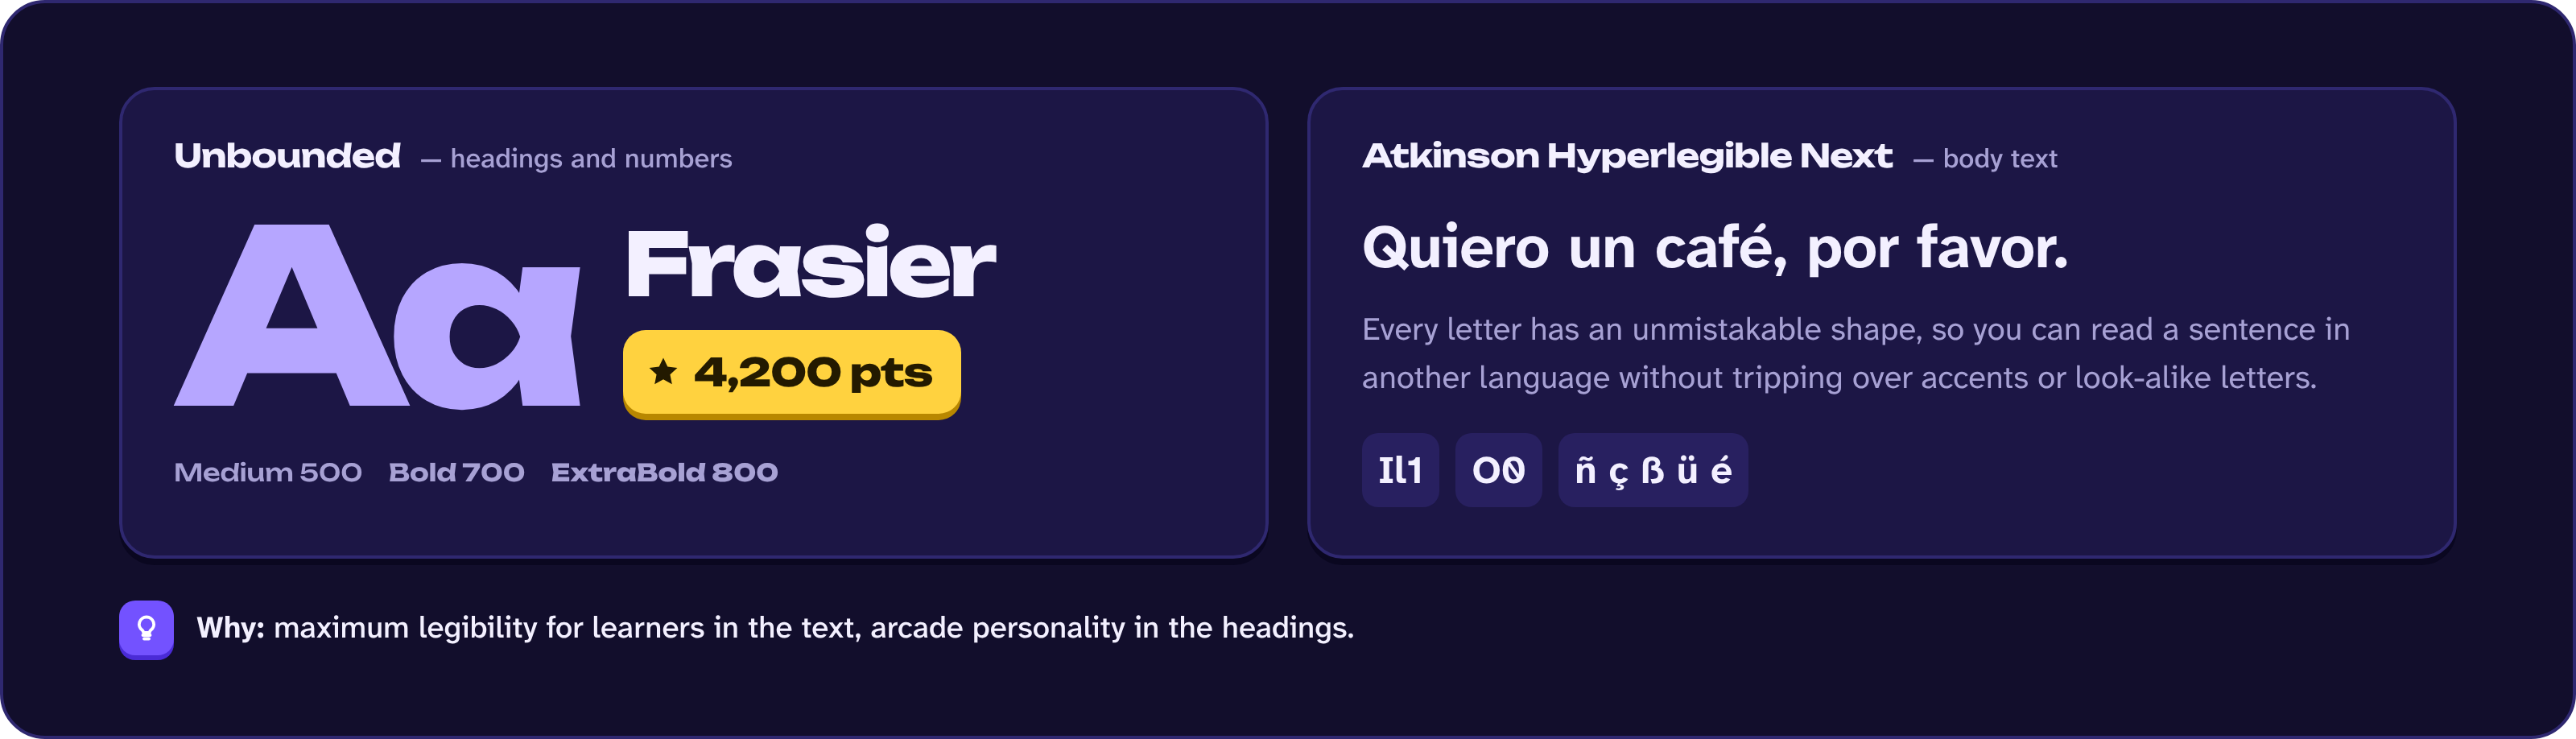 Unbounded — headings and numbers
Aa
Frasier
★ 4,200 pts
Medium 500 Bold 700 ExtraBold 800
Atkinson Hyperlegible Next — body text
Quiero un café, por favor.
Every letter has an unmistakable shape, so you can read a sentence in
another language without tripping over accents or look-alike letters.
Il1 O0 ñ ç ß ü é
Why: maximum legibility for learners in the text, arcade personality in the headings.